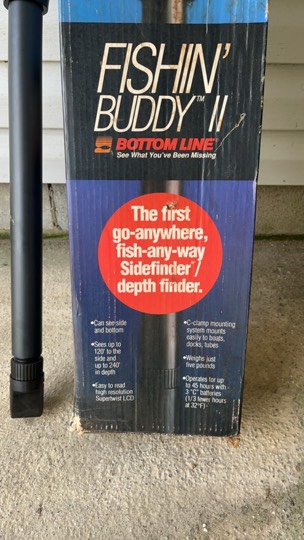 FISHIN'
BUDDY™ II
BOTTOM LINE
See What You've Been Missing
The first
go-anywhere,
fish-any-way
Sidefinder™/
depth finder.
•Can see side
and bottom
•Sees up to
120' to the
side and
up to 240'
in depth
•Easy to read
high resolution
Supertwist LCD
•C-clamp mounting
system mounts
easily to boats,
docks, tubes
•Weighs just
five pounds
•Operates for up
to 45 hours with
3 "C" batteries
(1/3 fewer hours
at 32°F)